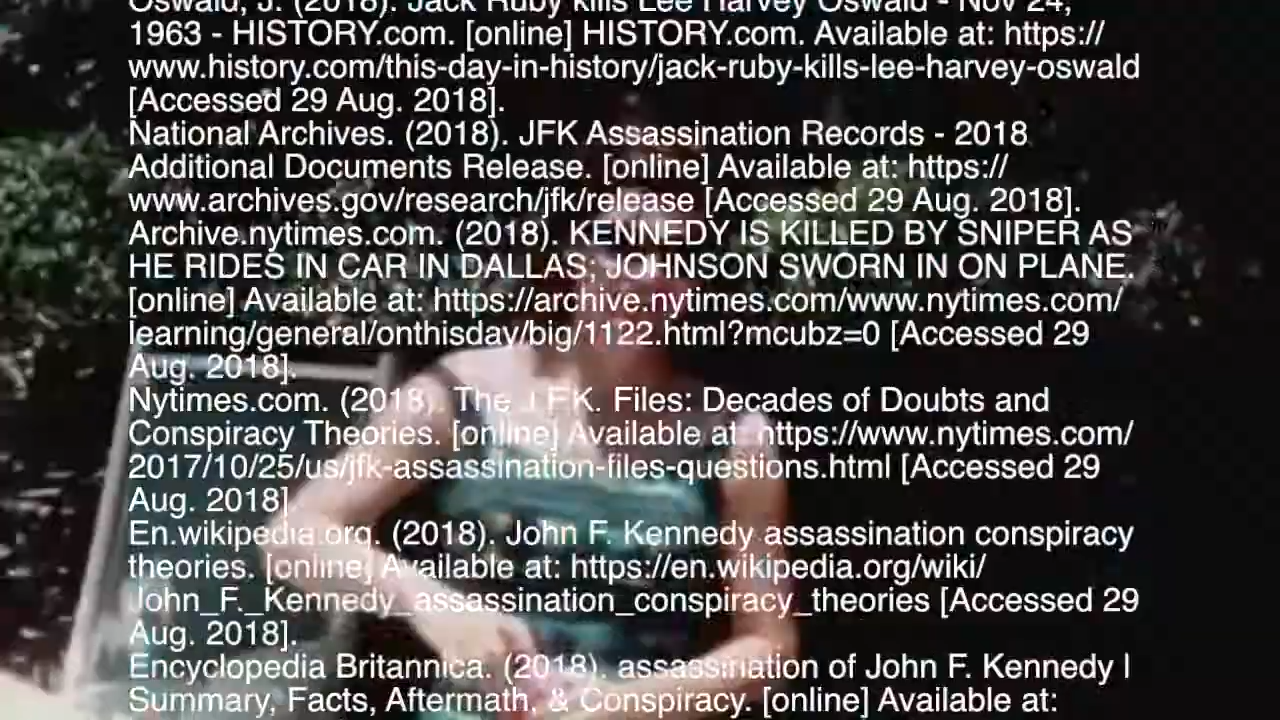 Oswald, J. (2018). Jack Ruby kills Lee Harvey Oswald - Nov 24,
1963 - HISTORY.com. [online] HISTORY.com. Available at: https://
www.history.com/this-day-in-history/jack-ruby-kills-lee-harvey-oswald
[Accessed 29 Aug. 2018].
National Archives. (2018). JFK Assassination Records - 2018
Additional Documents Release. [online] Available at: https://
www.archives.gov/research/jfk/release [Accessed 29 Aug. 2018].
Archive.nytimes.com. (2018). KENNEDY IS KILLED BY SNIPER AS
HE RIDES IN CAR IN DALLAS; JOHNSON SWORN IN ON PLANE.
[online] Available at: https://archive.nytimes.com/www.nytimes.com/
learning/general/onthisday/big/1122.html?mcubz=0 [Accessed 29
Aug. 2018].
Nytimes.com. (2018). The J.F.K. Files: Decades of Doubts and
Conspiracy Theories. [online] Available at: https://www.nytimes.com/
2017/10/25/us/jfk-assassination-files-questions.html [Accessed 29
Aug. 2018].
En.wikipedia.org. (2018). John F. Kennedy assassination conspiracy
theories. [online] Available at: https://en.wikipedia.org/wiki/
John_F._Kennedy_assassination_conspiracy_theories [Accessed 29
Aug. 2018].
Encyclopedia Britannica. (2018). assassination of John F. Kennedy |
Summary, Facts, Aftermath, & Conspiracy. [online] Available at: